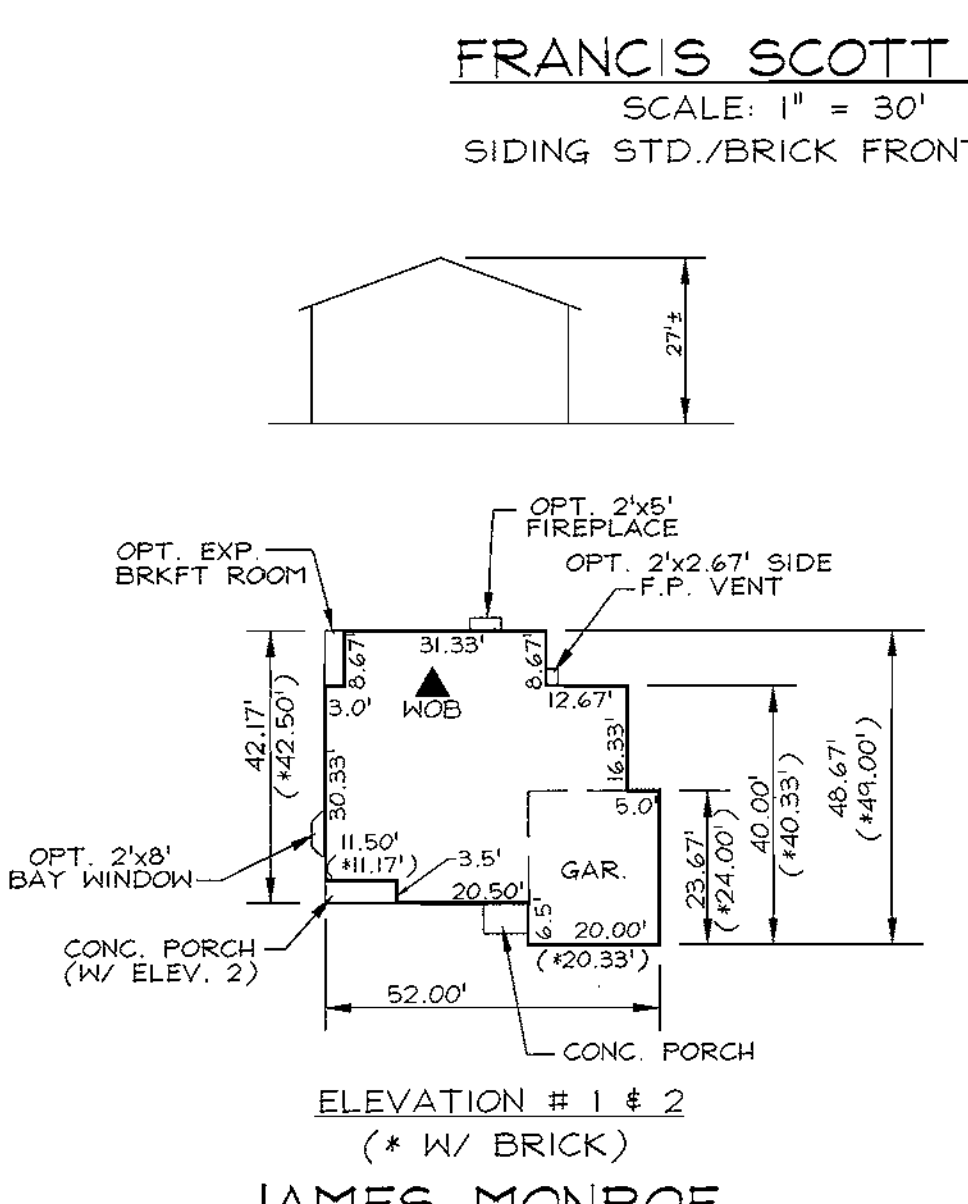 FRANCIS SCOTT
SCALE: 1" = 30'
SIDING STD./BRICK FRONT
27'±
OPT. 2'x5'
FIREPLACE
OPT. EXP.
BRKFT ROOM
OPT. 2'x2.67' SIDE
F.P. VENT
31.33'
8.67'
8.67'
3.0'
WOB
12.67'
42.17'
(*42.50')
30.33'
16.33'
5.0'
48.67'
(*49.00')
40.00'
(*40.33')
23.67'
(*24.00')
11.50'
(*11.17')
3.5'
OPT. 2'x8'
BAY WINDOW
GAR.
20.50'
6.5'
20.00'
(*20.33')
CONC. PORCH
(W/ ELEV. 2)
52.00'
CONC. PORCH
ELEVATION # 1 & 2
(* W/ BRICK)
JAMES MONROE